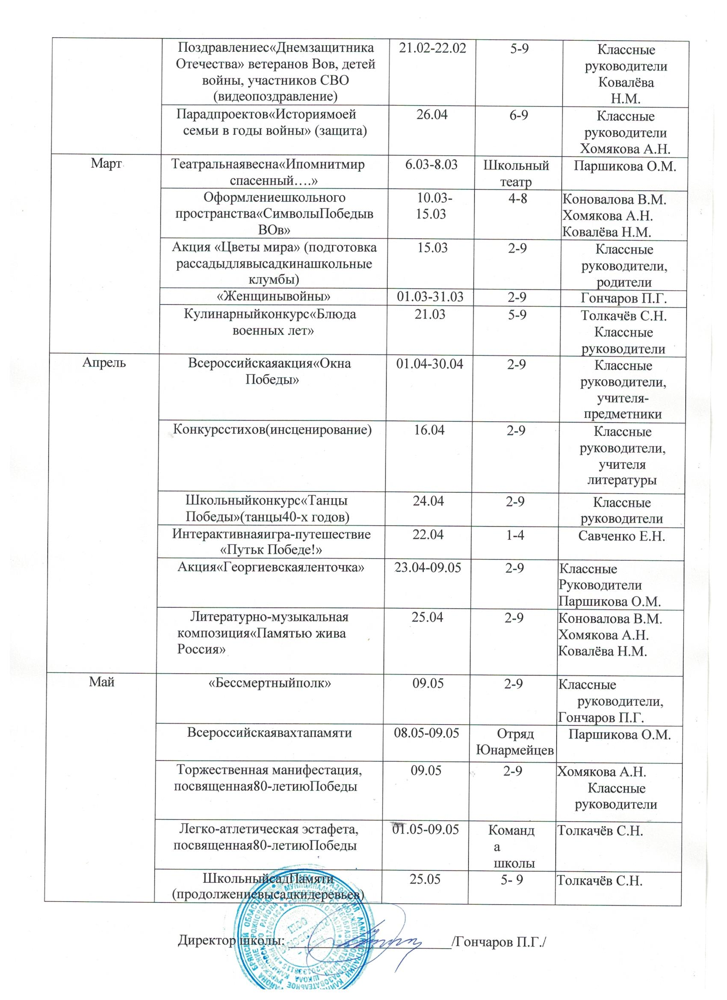 Поздравлениес«Днемзащитника
Отечества» ветеранов Вов, детей
войны, участников СВО
(видеопоздравление)
21.02-22.02
5-9
Классные
руководители
Ковалёва
Н.М.
Парадпроектов«Историямоей
семьи в годы войны» (защита)
26.04
6-9
Классные
руководители
Хомякова А.Н.
Март
Театральнаявесна«Ипомнитмир
спасенный….»
6.03-8.03
Школьный
театр
Паршикова О.М.
Оформлениешкольного
пространства«СимволыПобедыв
ВОв»
10.03-
15.03
4-8
Коновалова В.М.
Хомякова А.Н.
Ковалёва Н.М.
Акция «Цветы мира» (подготовка
рассадыдлявысадкинашкольные
клумбы)
15.03
2-9
Классные
руководители,
родители
«Женщинывойны»
01.03-31.03
2-9
Гончаров П.Г.
Кулинарныйконкурс«Блюда
военных лет»
21.03
5-9
Толкачёв С.Н.
Классные
руководители
Апрель
Всероссийскаяакция«Окна
Победы»
01.04-30.04
2-9
Классные
руководители,
учителя-
предметники
Конкурсстихов(инсценирование)
16.04
2-9
Классные
руководители,
учителя
литературы
Школьныйконкурс«Танцы
Победы»(танцы40-х годов)
24.04
2-9
Классные
руководители
Интерактивнаяигра-путешествие
«Путьк Победе!»
22.04
1-4
Савченко Е.Н.
Акция«Георгиевскаяленточка»
23.04-09.05
2-9
Классные
Руководители
Паршикова О.М.
Литературно-музыкальная
композиция«Памятью жива
Россия»
25.04
2-9
Коновалова В.М.
Хомякова А.Н.
Ковалёва Н.М.
Май
«Бессмертныйполк»
09.05
2-9
Классные
руководители,
Гончаров П.Г.
Всероссийскаявахтапамяти
08.05-09.05
Отряд
Юнармейцев
Паршикова О.М.
Торжественная манифестация,
посвященная80-летиюПобеды
09.05
2-9
Хомякова А.Н.
Классные
руководители
Легко-атлетическая эстафета,
посвященная80-летиюПобеды
01.05-09.05
Команд
а
школы
Толкачёв С.Н.
ШкольныйсадПамяти
(продолжениевысадкидеревьев)
25.05
5- 9
Толкачёв С.Н.
Директор школы: /Гончаров П.Г./